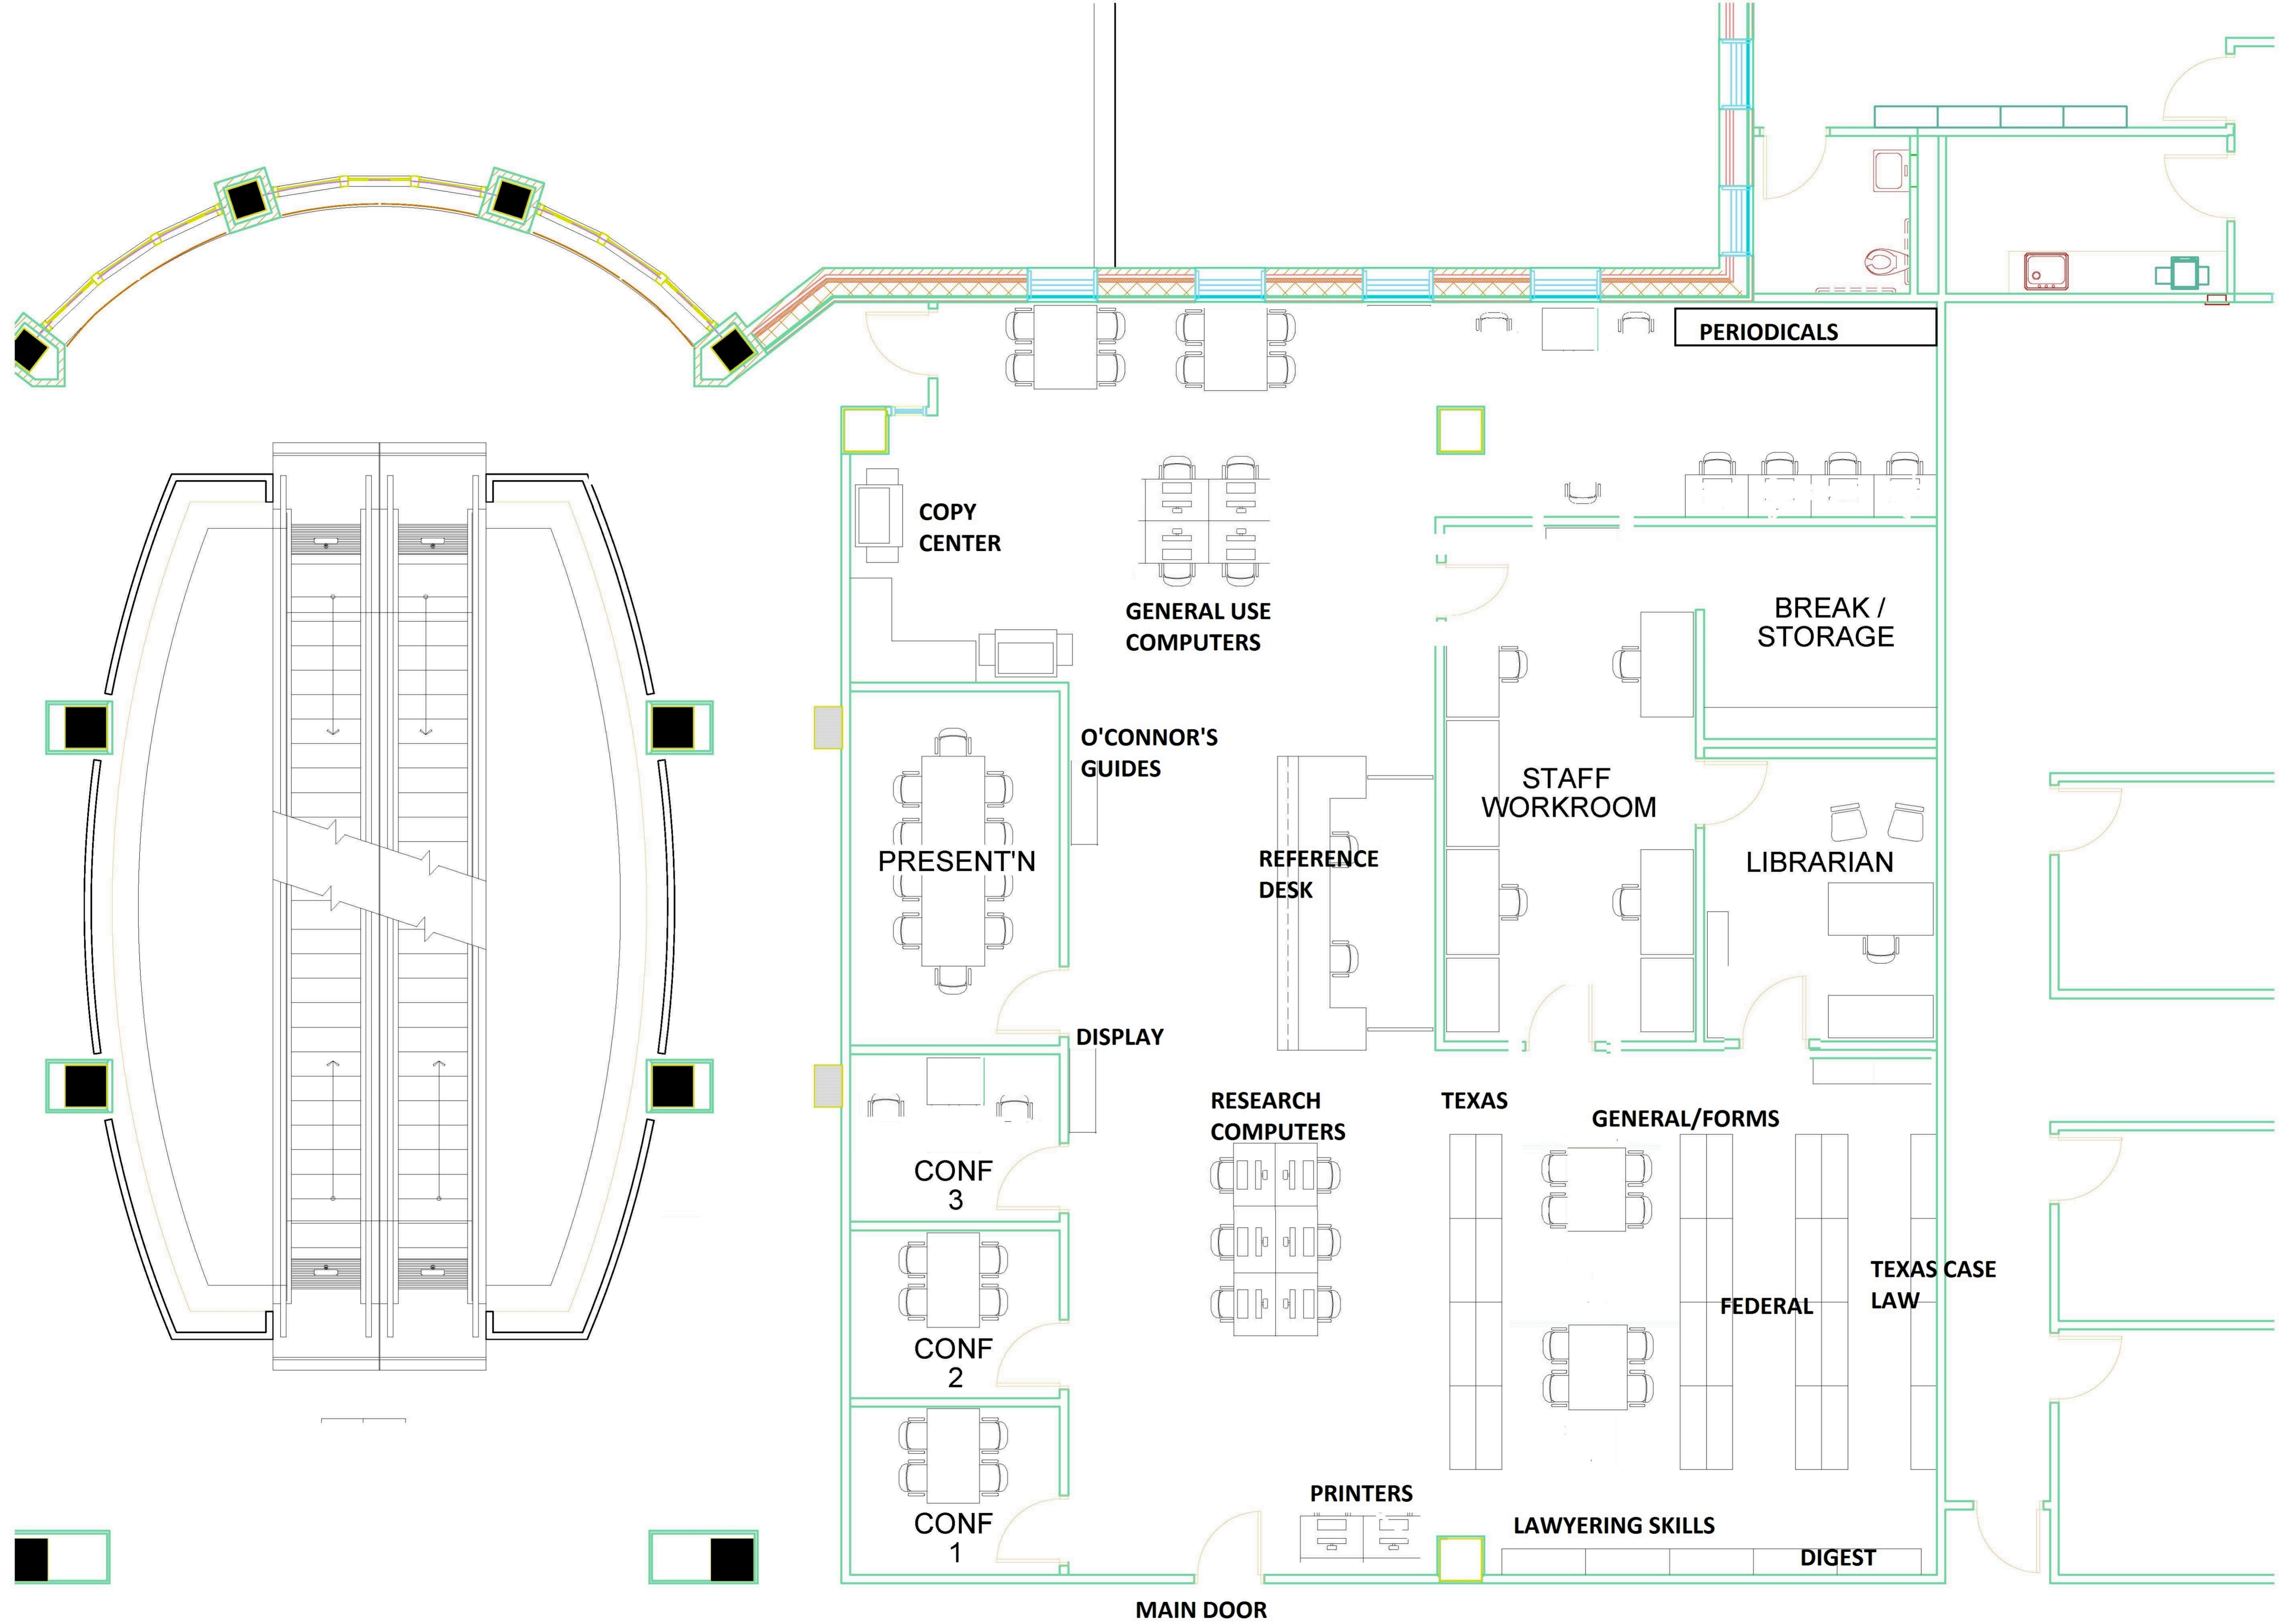 PERIODICALS
COPY
CENTER
GENERAL USE
COMPUTERS
BREAK /
STORAGE
O'CONNOR'S
GUIDES
STAFF
WORKROOM
PRESENT'N
REFERENCE
DESK
LIBRARIAN
DISPLAY
RESEARCH
COMPUTERS
TEXAS
GENERAL/FORMS
CONF
3
TEXAS CASE
LAW
FEDERAL
CONF
2
PRINTERS
CONF
1
LAWYERING SKILLS
DIGEST
MAIN DOOR